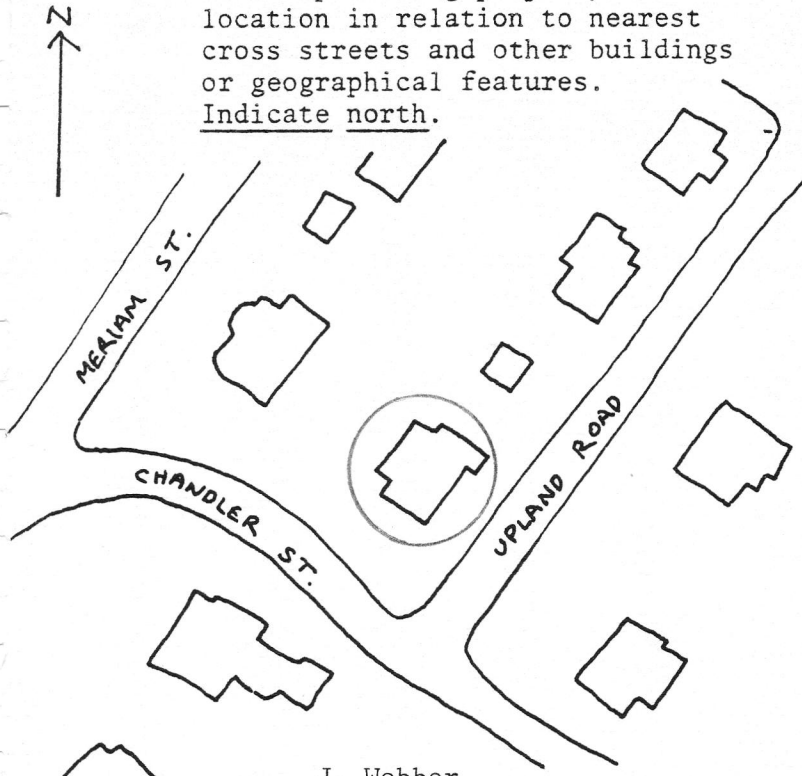 N
location in relation to nearest
cross streets and other buildings
or geographical features.
Indicate north.
MERIAM ST.
CHANDLER ST.
UPLAND ROAD
L. Webber